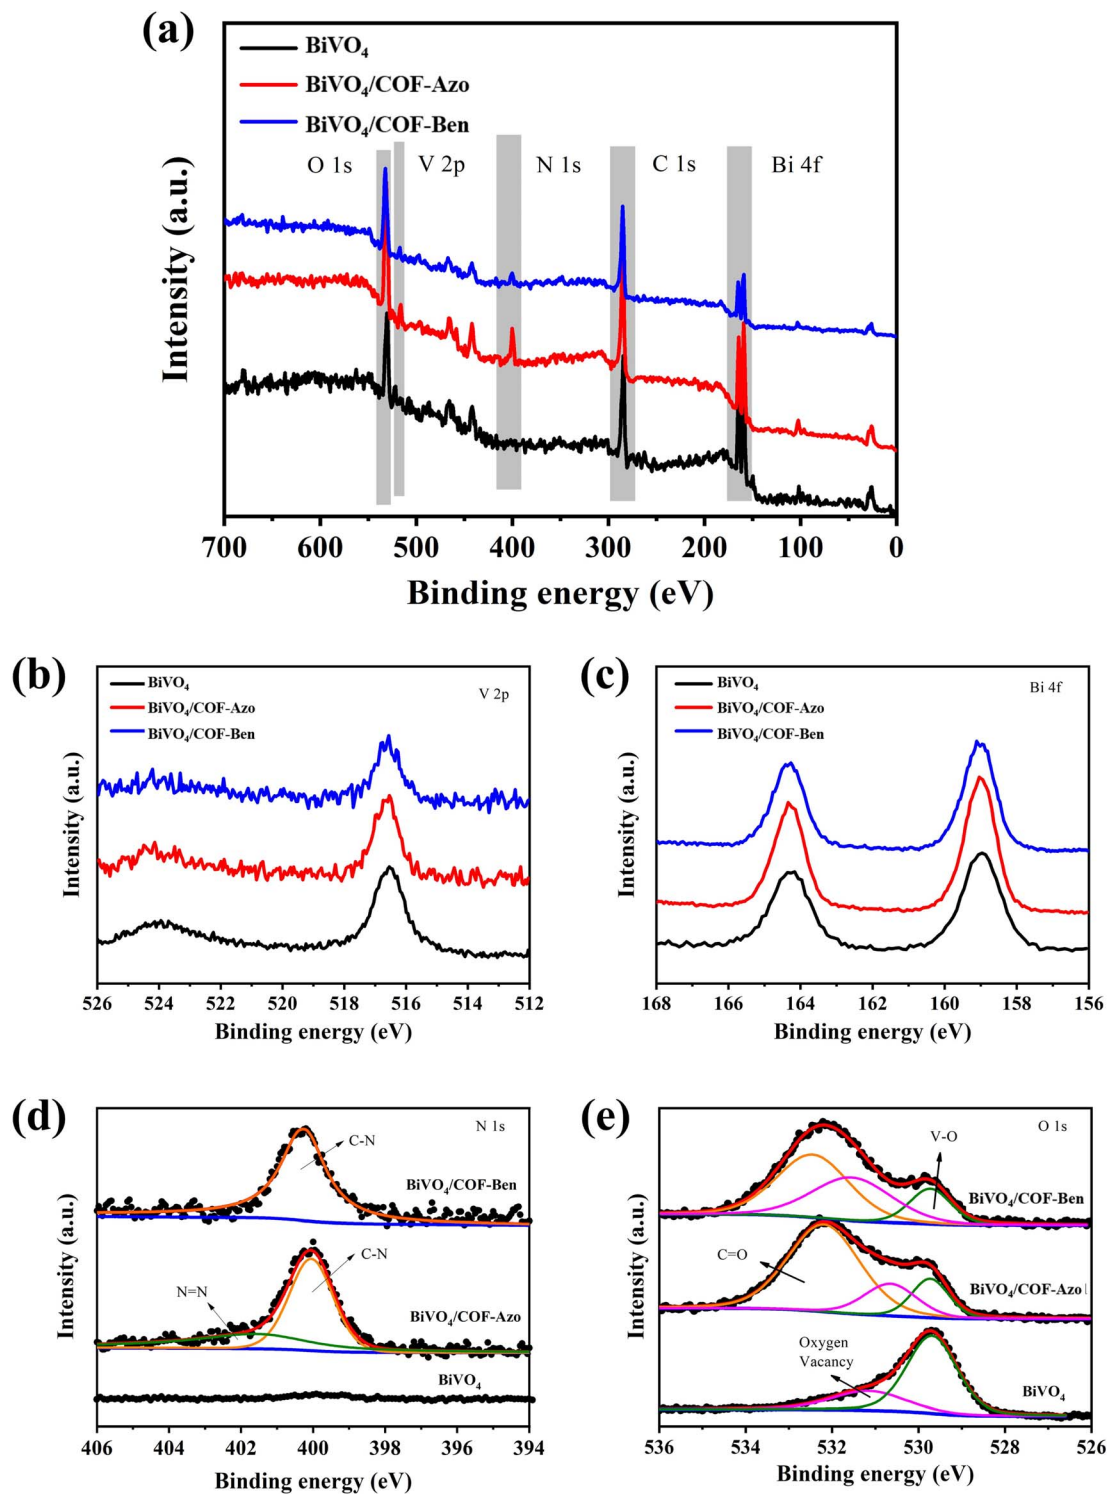 (a)
BiVO₄
BiVO₄/COF-Azo
BiVO₄/COF-Ben
O 1s V 2p N 1s C 1s Bi 4f
Intensity (a.u.)
700 600 500 400 300 200 100 0
Binding energy (eV)
(b)
BiVO₄
BiVO₄/COF-Azo
BiVO₄/COF-Ben
V 2p
Intensity (a.u.)
526 524 522 520 518 516 514 512
Binding energy (eV)
(c)
BiVO₄
BiVO₄/COF-Azo
BiVO₄/COF-Ben
Bi 4f
Intensity (a.u.)
168 166 164 162 160 158 156
Binding energy (eV)
(d)
N 1s
C-N
BiVO₄/COF-Ben
C-N
N=N
BiVO₄/COF-Azo
BiVO₄
Intensity (a.u.)
406 404 402 400 398 396 394
Binding energy (eV)
(e)
O 1s
V-O
BiVO₄/COF-Ben
C=O
BiVO₄/COF-Azo
Oxygen
Vacancy
BiVO₄
Intensity (a.u.)
536 534 532 530 528 526
Binding energy (eV)